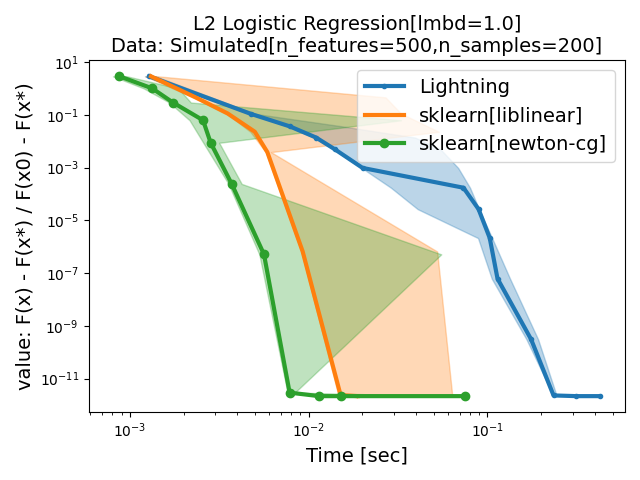 L2 Logistic Regression[lmbd=1.0]
Data: Simulated[n_features=500,n_samples=200]
value: F(x) - F(x*) / F(x0) - F(x*)
10¹
10⁻¹
10⁻³
10⁻⁵
10⁻⁷
10⁻⁹
10⁻¹¹
Lightning
sklearn[liblinear]
sklearn[newton-cg]
10⁻³
10⁻²
10⁻¹
Time [sec]